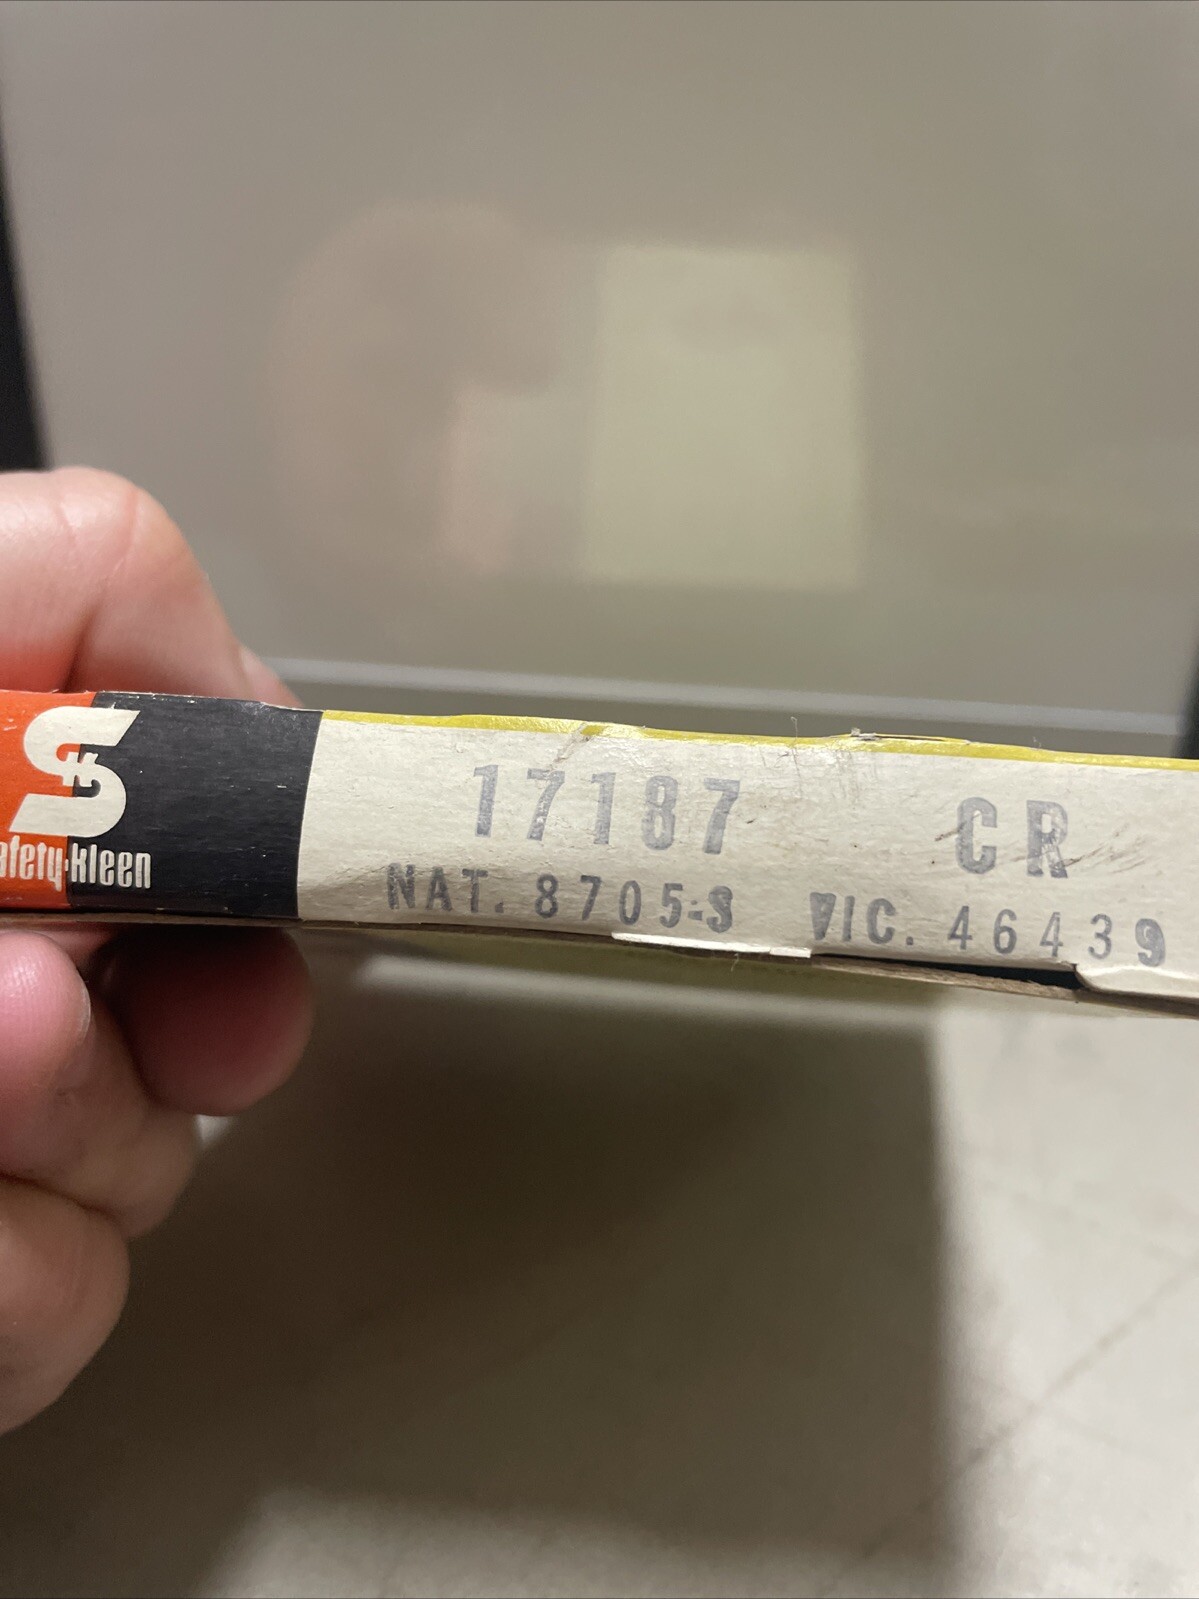 S
afety-kleen
17187 CR
NAT. 8705-S VIC. 46439